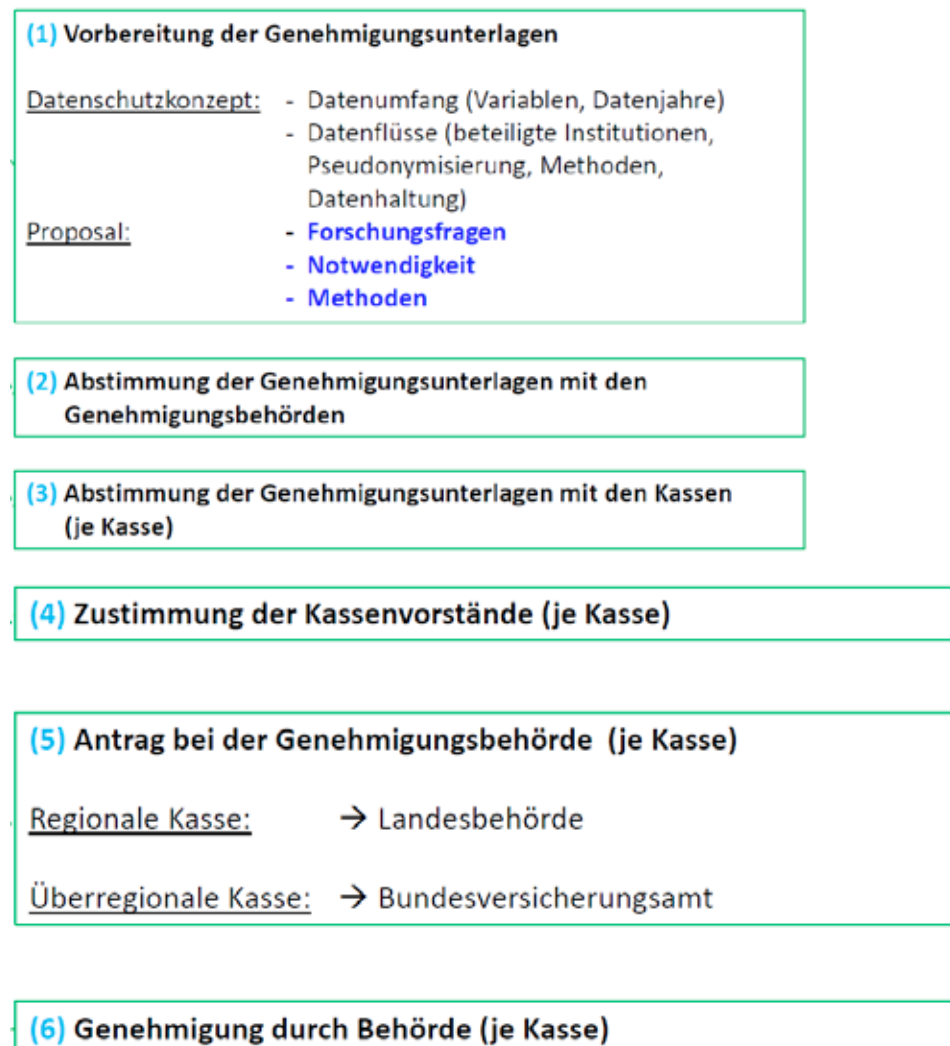 (1) Vorbereitung der Genehmigungsunterlagen
Datenschutzkonzept: - Datenumfang (Variablen, Datenjahre)
- Datenflüsse (beteiligte Institutionen,
Pseudonymisierung, Methoden,
Datenhaltung)
Proposal: - Forschungsfragen
- Notwendigkeit
- Methoden
(2) Abstimmung der Genehmigungsunterlagen mit den
Genehmigungsbehörden
(3) Abstimmung der Genehmigungsunterlagen mit den Kassen
(je Kasse)
(4) Zustimmung der Kassenvorstände (je Kasse)
(5) Antrag bei der Genehmigungsbehörde (je Kasse)
Regionale Kasse: → Landesbehörde
Überregionale Kasse: → Bundesversicherungsamt
(6) Genehmigung durch Behörde (je Kasse)